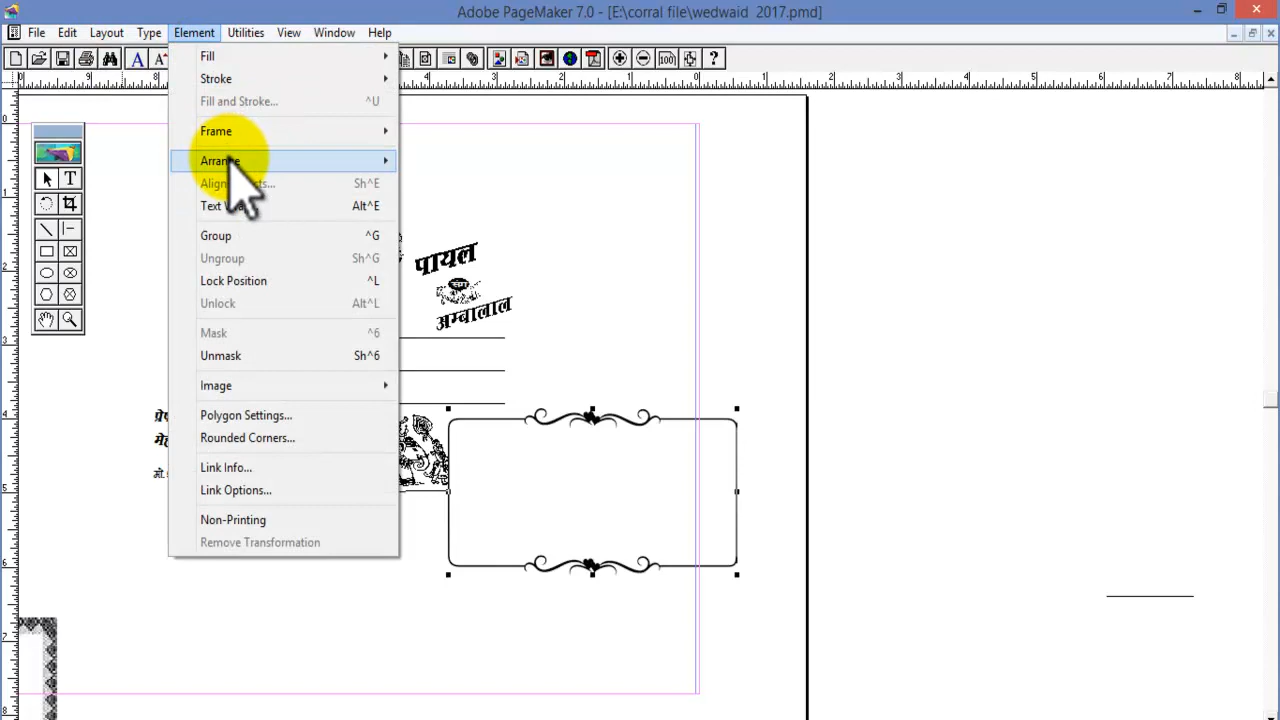 Adobe PageMaker 7.0 - [E:\corral file\wedwaid 2017.pmd]
File Edit Layout Type Element Utilities View Window Help
Fill
Stroke
Fill and Stroke... ^U
Frame
Arrange
Sh^E
Text Alt^E
Group ^G
Ungroup Sh^G
Lock Position ^L
Unlock Alt^L
Mask ^6
Unmask Sh^6
Image
Polygon Settings...
Rounded Corners...
Link Info...
Link Options...
Non-Printing
Remove Transformation
पायल
अम्बालाल